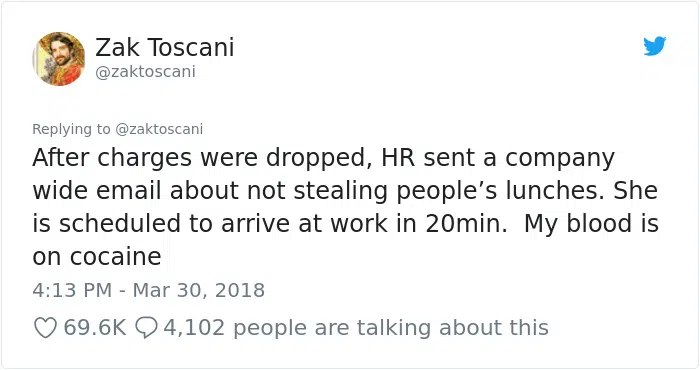 Zak Toscani
@zaktoscani
Replying to @zaktoscani
After charges were dropped, HR sent a company
wide email about not stealing people’s lunches. She
is scheduled to arrive at work in 20min.  My blood is
on cocaine
4:13 PM - Mar 30, 2018
69.6K 4,102 people are talking about this